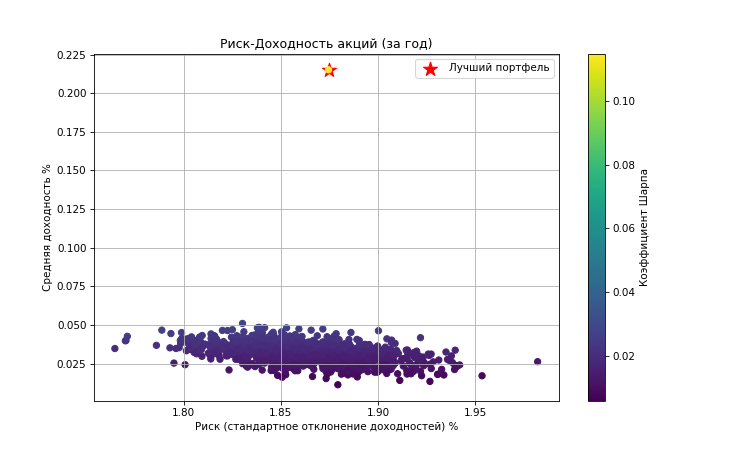 Риск-Доходность акций (за год)
Лучший портфель
0.225
0.200
0.175
0.150
0.125
0.100
0.075
0.050
0.025
Средняя доходность %
1.80 1.85 1.90 1.95
Риск (стандартное отклонение доходностей) %
0.10
0.08
0.06
0.04
0.02
Коэффициент Шарпа